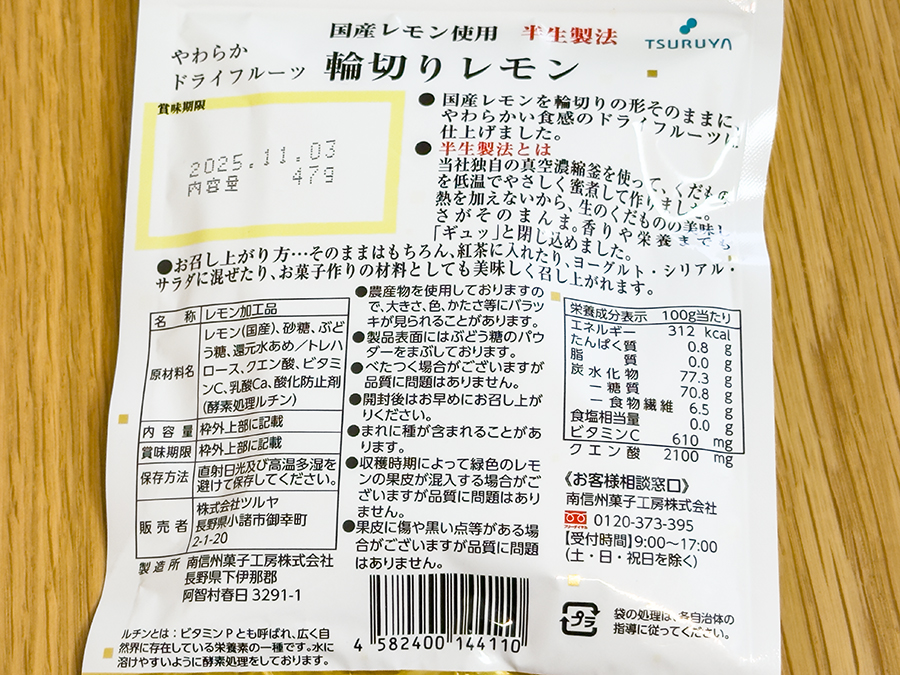 国産レモン使用 半生製法
TSURUYA
やわらか
ドライフルーツ
輪切りレモン
賞味期限
2025.11.03
内容量 47g
●国産レモンを輪切りの形そのままに、
やわらかい食感のドライフルーツに
仕上げました。
●半生製法とは
当社独自の真空濃縮釜を使って、くだもの
を低温でやさしく蜜煮して作りました。
熱を加えないから、生のくだものの美味し
さがそのまんま。香りや栄養までも
「ギュッ」と閉じ込めました。
●お召し上がり方…そのままはもちろん、紅茶に入れたり、ヨーグルト・シリアル・
サラダに混ぜたり、お菓子作りの材料としても美味しく召し上がれます。
名 称 レモン加工品
原材料名 レモン(国産)、砂糖、ぶど
う糖、還元水あめ/トレハ
ロース、クエン酸、ビタミ
ンC、乳酸Ca、酸化防止剤
(酵素処理ルチン)
内 容 量 枠外上部に記載
賞味期限 枠外上部に記載
保存方法 直射日光及び高温多湿を
避けて保存してください。
販 売 者 株式会社ツルヤ
長野県小諸市御幸町
2-1-20
製 造 所 南信州菓子工房株式会社
長野県下伊那郡
阿智村春日 3291-1
ルチンとは:ビタミンPとも呼ばれ、広く自
然界に存在している栄養素の一種です。水に
溶けやすいように酵素処理をしております。
●農産物を使用しておりますの
で、大きさ、色、かたさ等にバラツ
キが見られることがあります。
●製品表面にはぶどう糖のパウ
ダーをまぶしております。
●べたつく場合がございますが
品質に問題はありません。
●開封後はお早めにお召し上が
りください。
●まれに種が含まれることがあ
ります。
●収穫時期によって緑色のレモ
ンの果皮が混入する場合がご
ざいますが品質に問題はあり
ません。
●果皮に傷や黒い点等がある場
合がございますが品質に問題
はありません。
4 582400 144110
栄養成分表示 100g当たり
エネルギー 312 kcal
たんぱく質 0.8 g
脂 質 0.0 g
炭水化物 77.3 g
ー糖質 70.8 g
ー食物繊維 6.5 g
食塩相当量 0.0 g
ビタミンC 610 mg
クエン酸 2100 mg
《お客様相談窓口》
南信州菓子工房株式会社
フリーダイヤル 0120-373-395
【受付時間】9:00〜17:00
(土・日・祝日を除く)
プラ
袋の処理は、各自治体の
指導に従ってください。